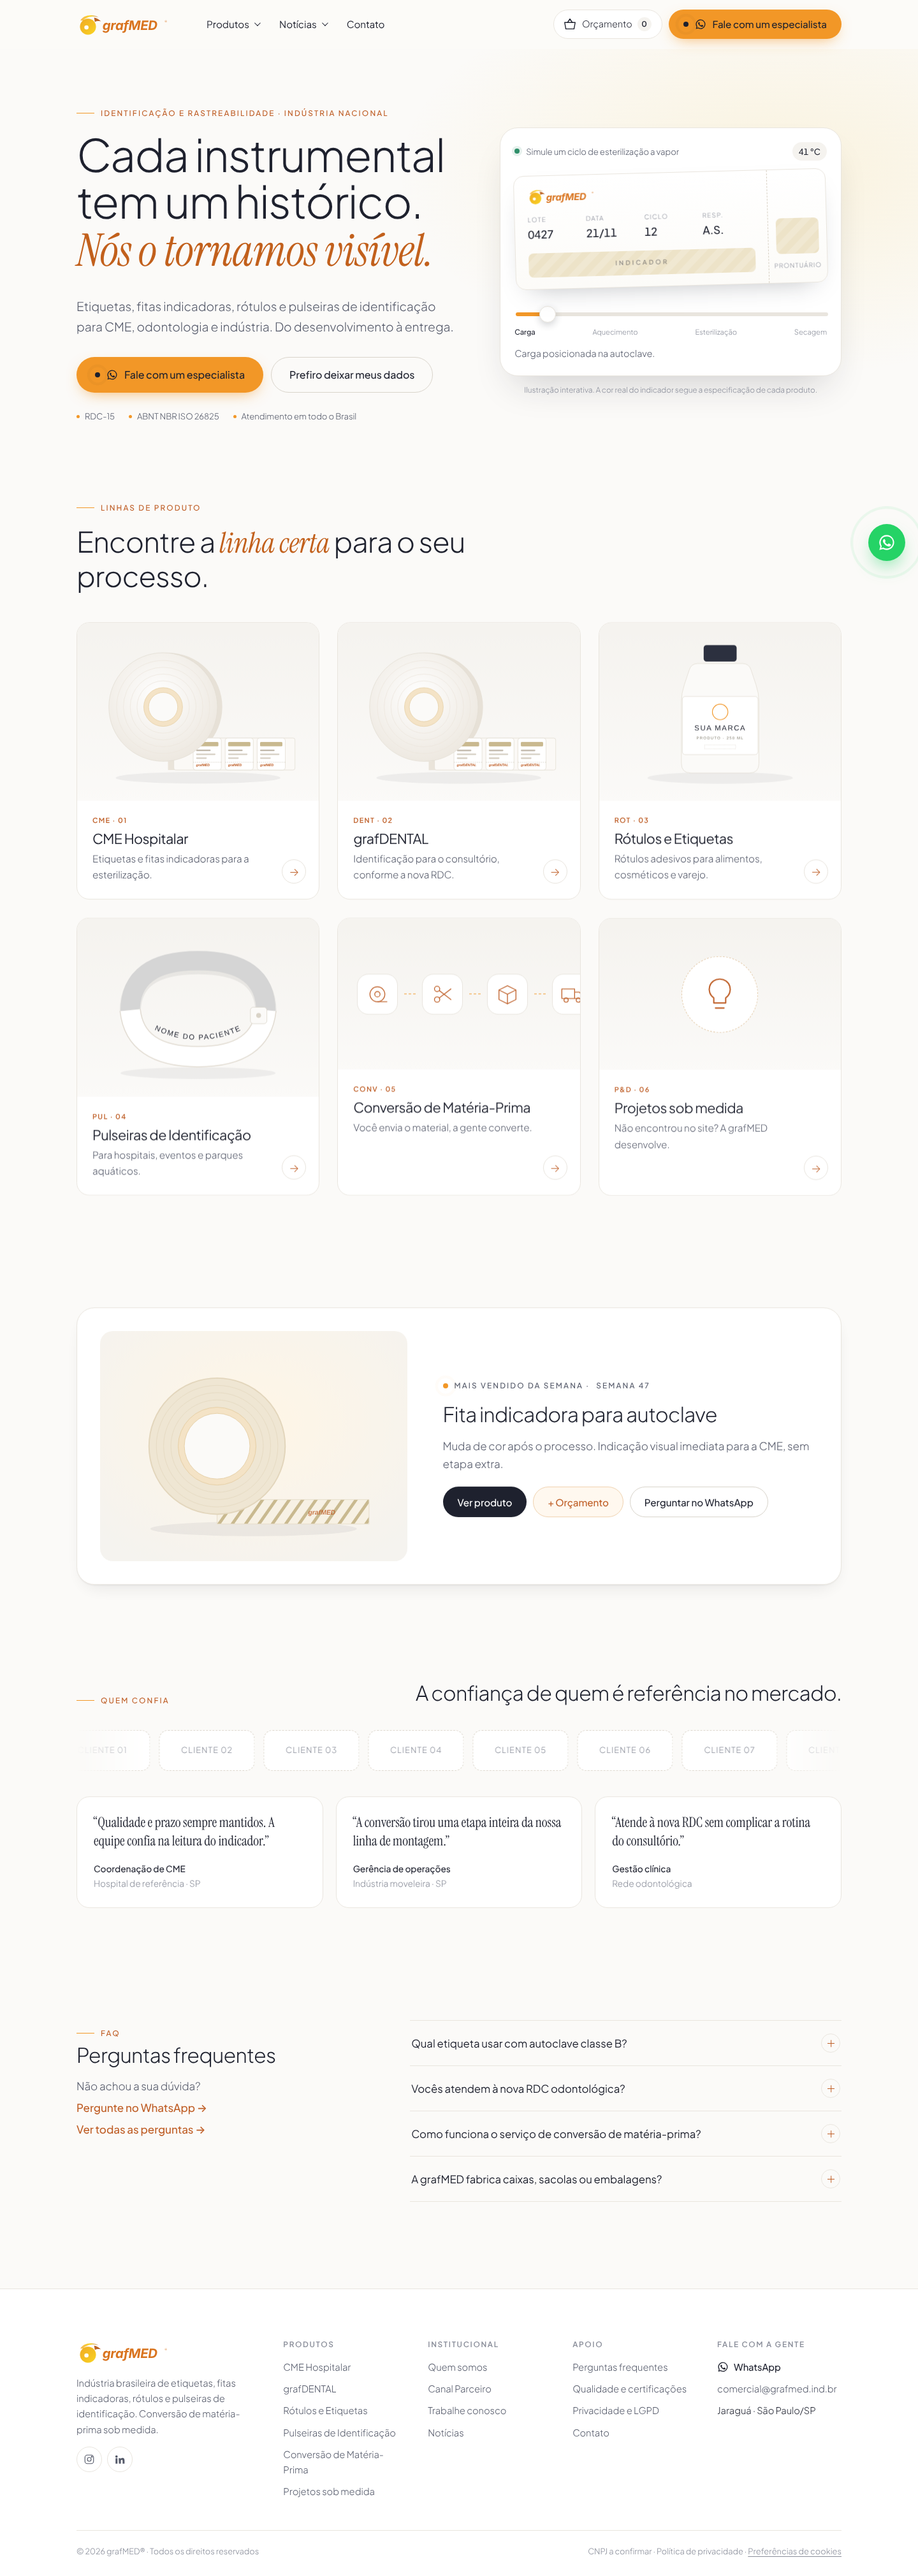 grafMED
Produtos
Notícias
Contato
Orçamento 0
Fale com um especialista
IDENTIFICAÇÃO E RASTREABILIDADE · INDÚSTRIA NACIONAL
Cada instrumental
tem um histórico.
Nós o tornamos visível.
Etiquetas, fitas indicadoras, rótulos e pulseiras de identificação
para CME, odontologia e indústria. Do desenvolvimento à entrega.
Fale com um especialista
Prefiro deixar meus dados
RDC-15
ABNT NBR ISO 26825
Atendimento em todo o Brasil
Simule um ciclo de esterilização a vapor
41 °C
grafMED
LOTE
DATA
CICLO
RESP.
0427
21/11
12
A.S.
INDICADOR
PRONTUÁRIO
Carga
Aquecimento
Esterilização
Secagem
Carga posicionada na autoclave.
Ilustração interativa. A cor real do indicador segue a especificação de cada produto.
LINHAS DE PRODUTO
Encontre a linha certa para o seu
processo.
grafMED
grafMED
grafMED
CME · 01
CME Hospitalar
Etiquetas e fitas indicadoras para a
esterilização.
→
grafDENTAL
grafDENTAL
grafDENTAL
DENT · 02
grafDENTAL
Identificação para o consultório,
conforme a nova RDC.
→
SUA MARCA
PRODUTO · 250 ML
ROT · 03
Rótulos e Etiquetas
Rótulos adesivos para alimentos,
cosméticos e varejo.
→
NOME DO PACIENTE
PUL · 04
Pulseiras de Identificação
Para hospitais, eventos e parques
aquáticos.
→
CONV · 05
Conversão de Matéria-Prima
Você envia o material, a gente converte.
→
P&D · 06
Projetos sob medida
Não encontrou no site? A grafMED
desenvolve.
→
grafMED
MAIS VENDIDO DA SEMANA · SEMANA 47
Fita indicadora para autoclave
Muda de cor após o processo. Indicação visual imediata para a CME, sem
etapa extra.
Ver produto
+ Orçamento
Perguntar no WhatsApp
QUEM CONFIA
A confiança de quem é referência no mercado.
CLIENTE 01
CLIENTE 02
CLIENTE 03
CLIENTE 04
CLIENTE 05
CLIENTE 06
CLIENTE 07
“Qualidade e prazo sempre mantidos. A
equipe confia na leitura do indicador.”
Coordenação de CME
Hospital de referência · SP
“A conversão tirou uma etapa inteira da nossa
linha de montagem.”
Gerência de operações
Indústria moveleira · SP
“Atende à nova RDC sem complicar a rotina
do consultório.”
Gestão clínica
Rede odontológica
FAQ
Perguntas frequentes
Não achou a sua dúvida?
Pergunte no WhatsApp →
Ver todas as perguntas →
Qual etiqueta usar com autoclave classe B?
Vocês atendem à nova RDC odontológica?
Como funciona o serviço de conversão de matéria-prima?
A grafMED fabrica caixas, sacolas ou embalagens?
grafMED
Indústria brasileira de etiquetas, fitas
indicadoras, rótulos e pulseiras de
identificação. Conversão de matéria-
prima sob medida.
PRODUTOS
CME Hospitalar
grafDENTAL
Rótulos e Etiquetas
Pulseiras de Identificação
Conversão de Matéria-
Prima
Projetos sob medida
INSTITUCIONAL
Quem somos
Canal Parceiro
Trabalhe conosco
Notícias
APOIO
Perguntas frequentes
Qualidade e certificações
Privacidade e LGPD
Contato
FALE COM A GENTE
WhatsApp
comercial@grafmed.ind.br
Jaraguá · São Paulo/SP
© 2026 grafMED® · Todos os direitos reservados
CNPJ a confirmar · Política de privacidade · Preferências de cookies